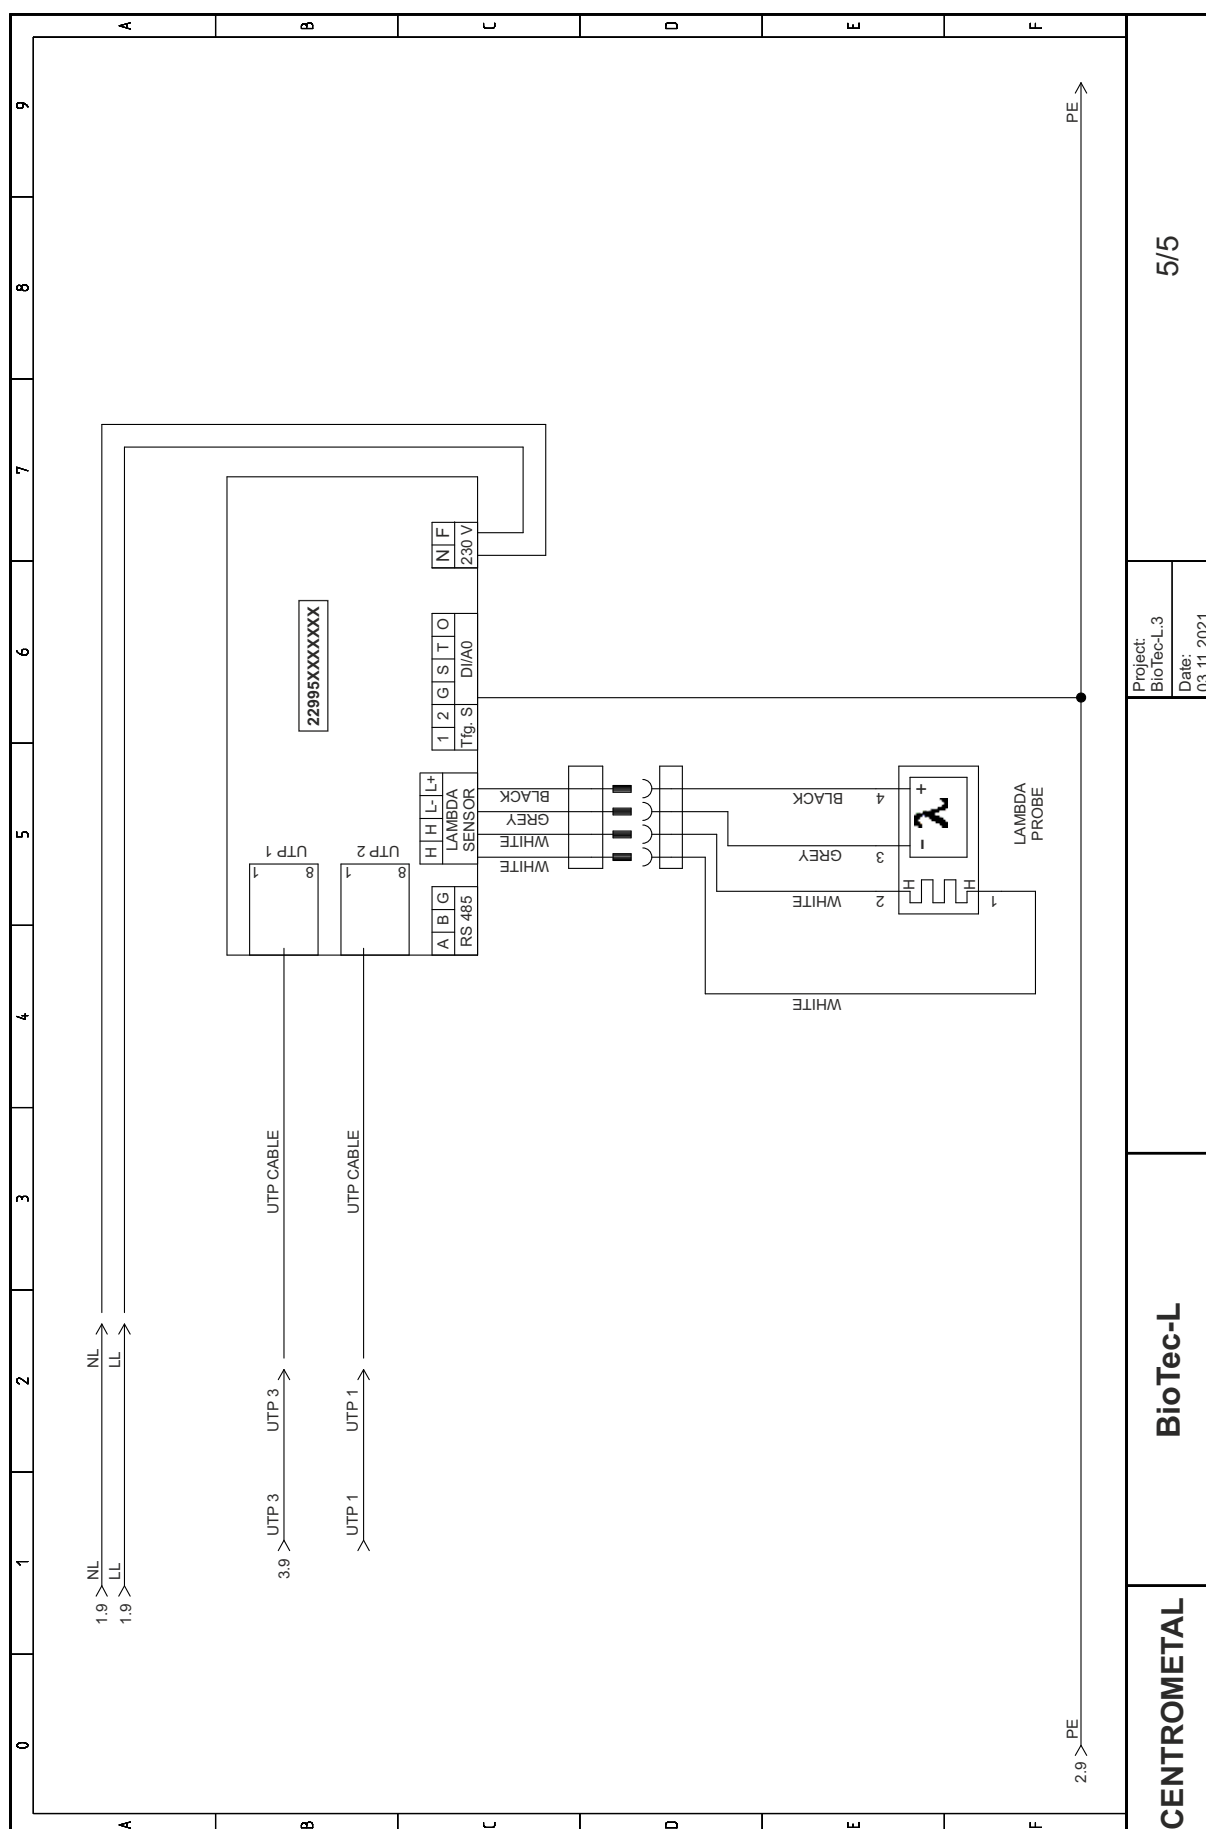 0 1 2 3 4 5 6 7 8 9
A A
B B
C C
D D
E E
F F
1.9 NL NL
1.9 LL LL
3.9 UTP 3 UTP 3 UTP CABLE
UTP 1 UTP 1 UTP CABLE
UTP 1
1 8
UTP 2
1 8
22995XXXXXXX
A B G
RS 485
H H L- L+
LAMBDA
SENSOR
1 2 G S T O
Tfg. S DI/A0
N F
230 V
WHITE
WHITE
GREY
BLACK
WHITE
WHITE
GREY
BLACK
1 2 3 4
H H
- +
λ
LAMBDA
PROBE
2.9 PE PE
CENTROMETAL
BioTec-L
Project:
BioTec-L.3
Date:
03.11.2021
5/5